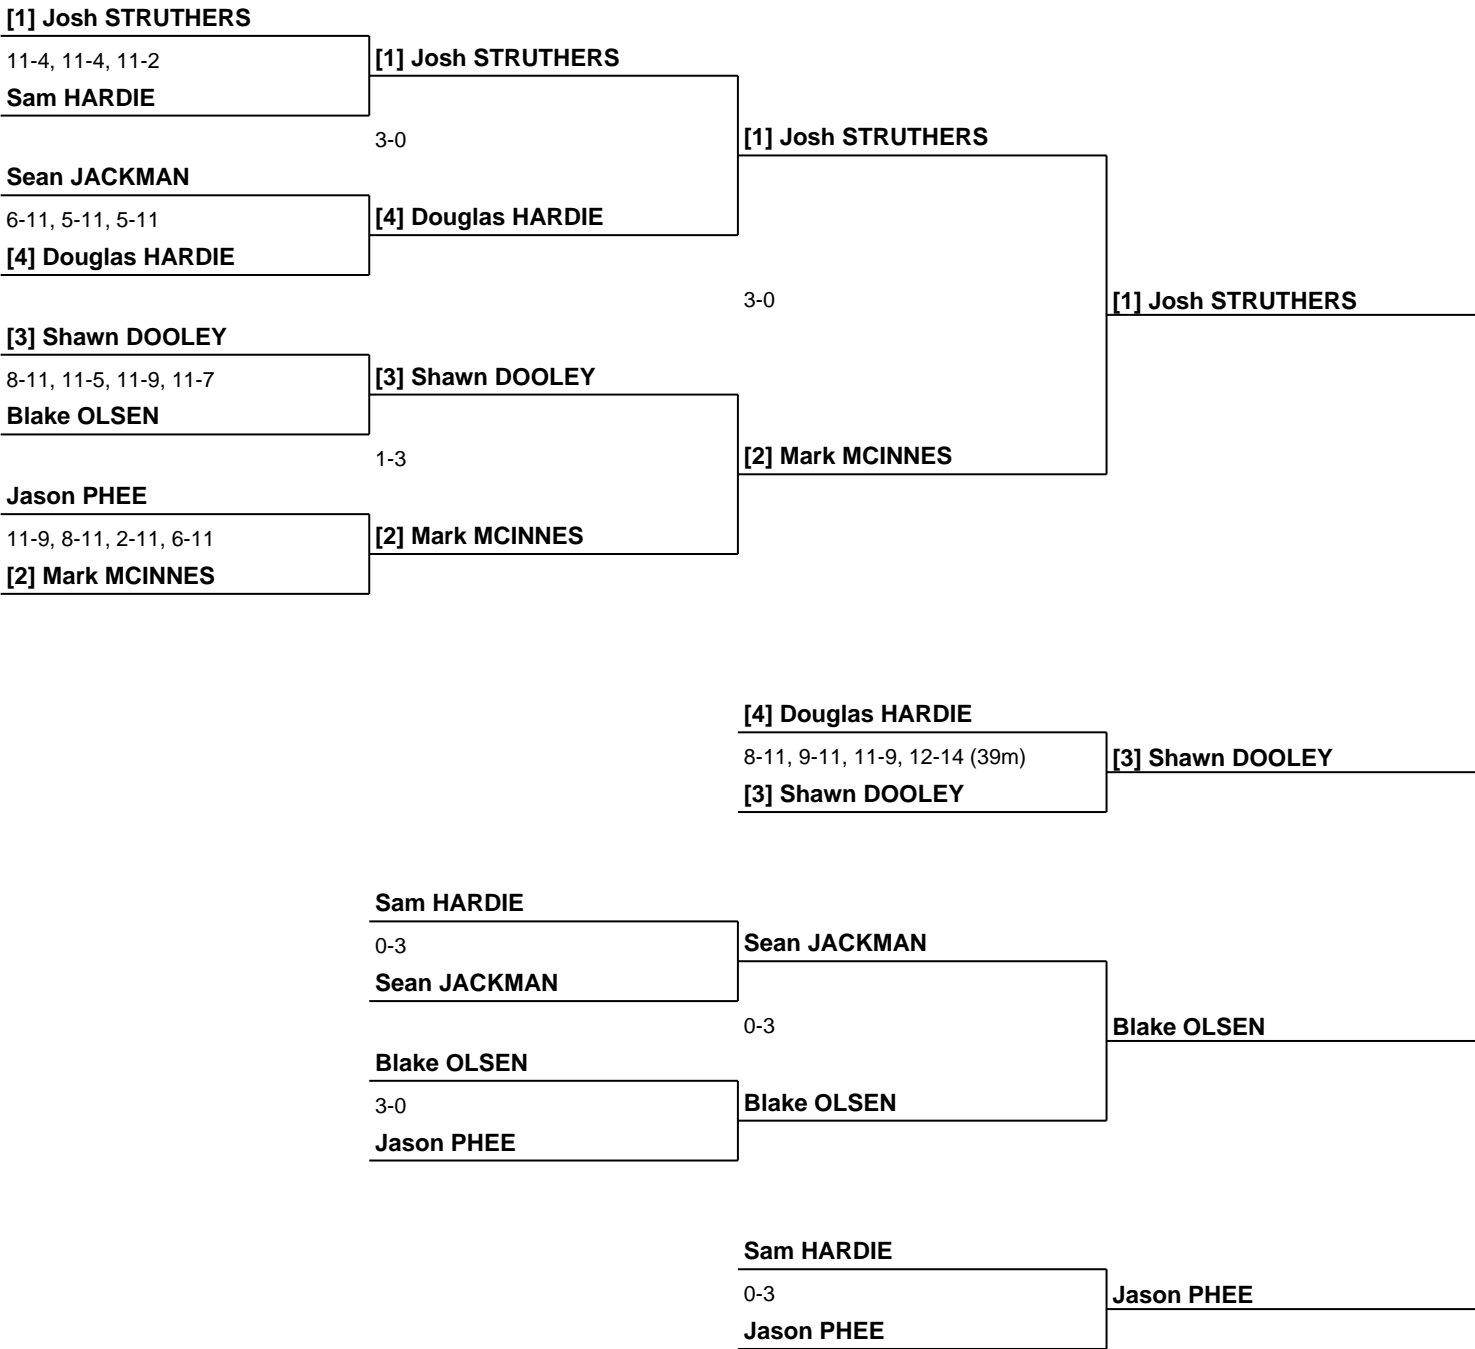 [1] Josh STRUTHERS
11-4, 11-4, 11-2
Sam HARDIE
[1] Josh STRUTHERS
3-0
Sean JACKMAN
6-11, 5-11, 5-11
[4] Douglas HARDIE
[4] Douglas HARDIE
[1] Josh STRUTHERS
3-0
[1] Josh STRUTHERS
[3] Shawn DOOLEY
8-11, 11-5, 11-9, 11-7
Blake OLSEN
[3] Shawn DOOLEY
1-3
Jason PHEE
11-9, 8-11, 2-11, 6-11
[2] Mark MCINNES
[2] Mark MCINNES
[2] Mark MCINNES
[4] Douglas HARDIE
8-11, 9-11, 11-9, 12-14 (39m)
[3] Shawn DOOLEY
[3] Shawn DOOLEY
Sam HARDIE
0-3
Sean JACKMAN
Sean JACKMAN
0-3
Blake OLSEN
Blake OLSEN
3-0
Jason PHEE
Blake OLSEN
Sam HARDIE
0-3
Jason PHEE
Jason PHEE